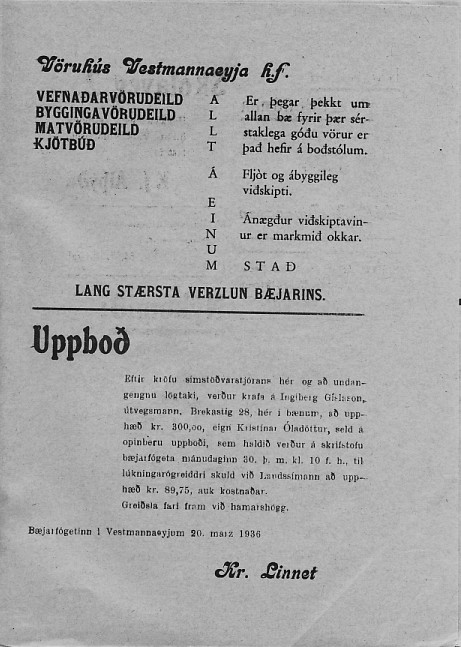 Vöruhús Vestmannaeyja h.f.
VEFNAÐARVÖRUDEILD
BYGGINGAVÖRUDEILD
MATVÖRUDEILD
KJÖTBÚÐ
A
L
L
T
Á
E
I
N
U
M
Er þegar þekkt um
allan bæ fyrir þær sér-
staklega góðu vörur er
það hefir á boðstólum.
Fljót og ábyggileg
viðskipti.
Ánægður viðskiptavin-
ur er markmið okkar.
STAÐ
LANG STÆRSTA VERZLUN BÆJARINS.
Uppboð
Eftir kröfu símstöðvarstjórans hér og að undan-
gengnu lögtaki, verður krafa á Ingiberg Gíslason,
útvegsmann, Brekastig 28, hér í bænum, að upp-
hæð kr. 300,oo, eign Kristínar Óladóttur, seld á
opinberu uppboði, sem haldið verður á skrifstofu
bæjarfógeta mánudaginn 30. þ. m. kl. 10 f. h., til
lúkningarógreiddri skuld við Landssímann að upp-
hæð kr. 89,75, auk kostnaðar.
Greiðsla fari fram við hamarshögg.
Bæjarfógetinn í Vestmannaeyjum 20. marz 1936
Kr. Linnet